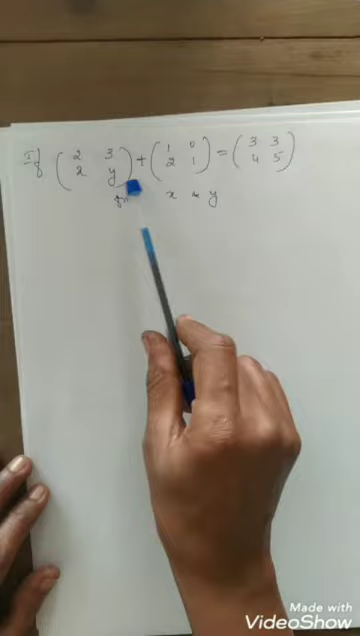 If ( 2 3 ) + ( 1 0 ) = ( 3 3 )
( x y ) ( 2 1 ) ( 4 5 )
x & y
Made with
VideoShow